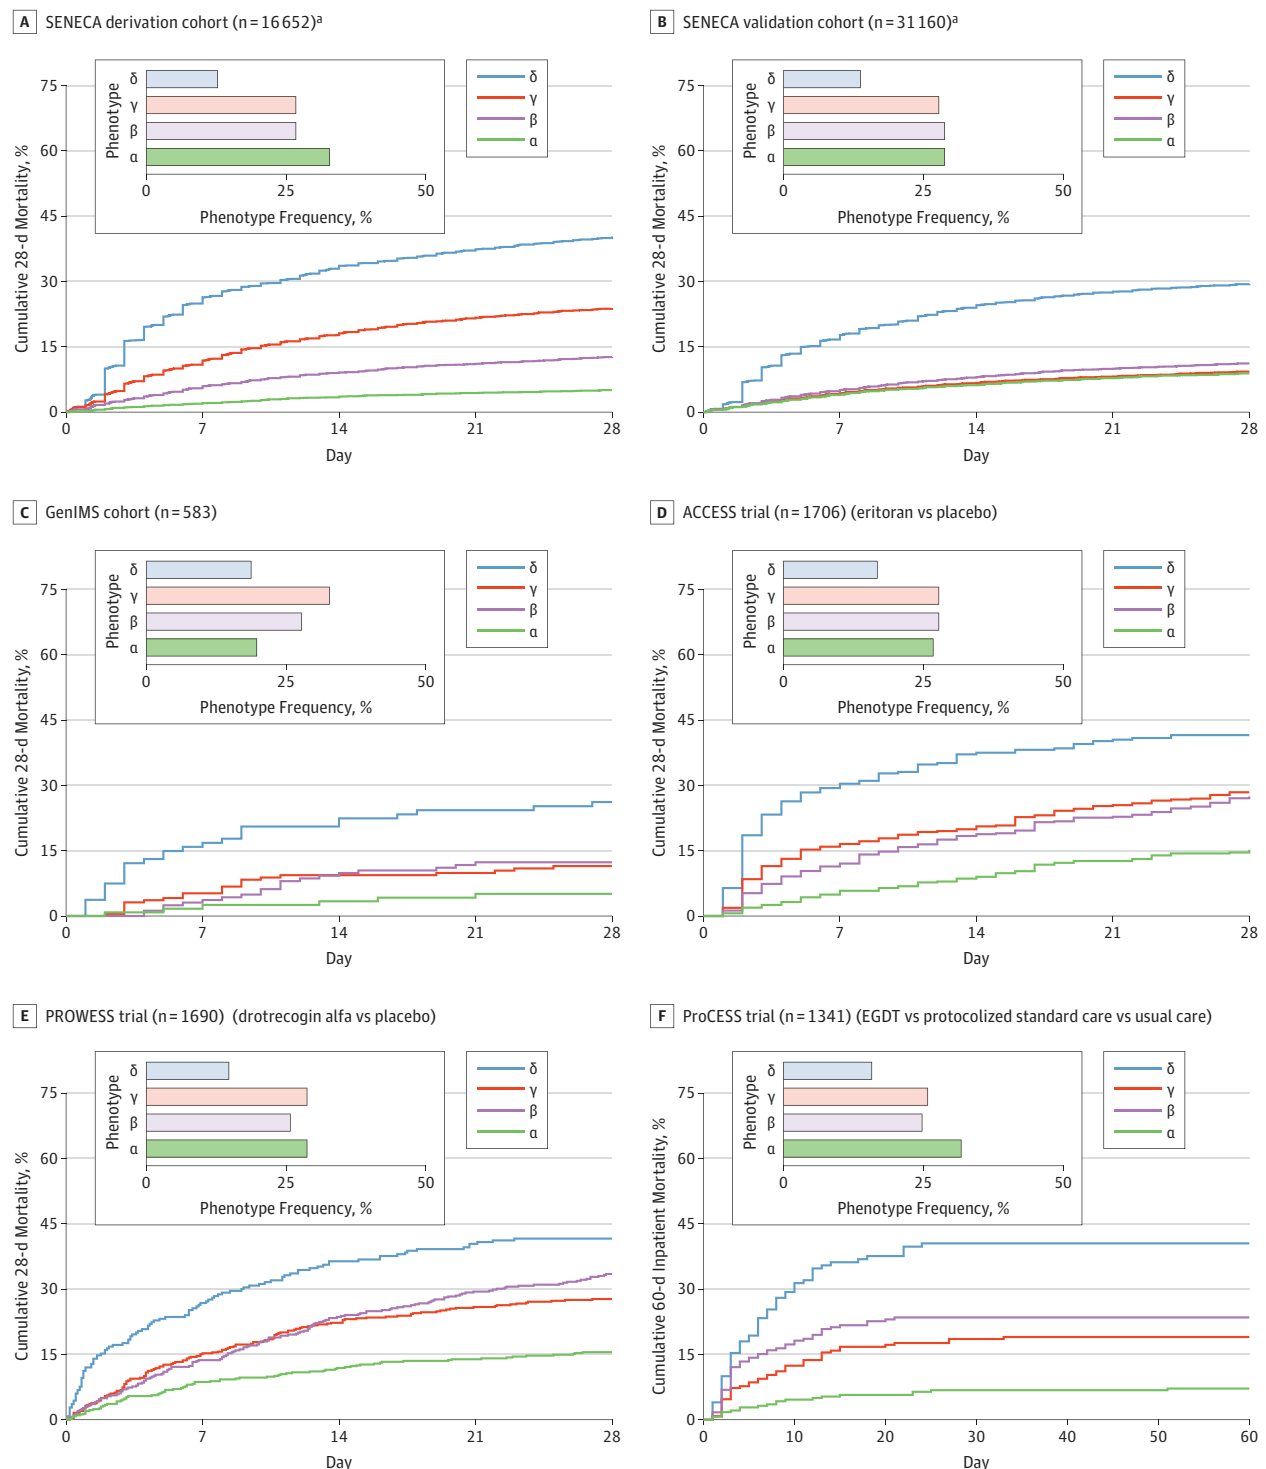 A SENECA derivation cohort (n = 16 652)a
75
60
45
30
15
0
Cumulative 28-d Mortality, %
0 7 14 21 28
Day
Phenotype
δ
γ
β
α
0 25 50
Phenotype Frequency, %
δ
γ
β
α
B SENECA validation cohort (n = 31 160)a
75
60
45
30
15
0
Cumulative 28-d Mortality, %
0 7 14 21 28
Day
Phenotype
δ
γ
β
α
0 25 50
Phenotype Frequency, %
δ
γ
β
α
C GenIMS cohort (n = 583)
75
60
45
30
15
0
Cumulative 28-d Mortality, %
0 7 14 21 28
Day
Phenotype
δ
γ
β
α
0 25 50
Phenotype Frequency, %
δ
γ
β
α
D ACCESS trial (n = 1706) (eritoran vs placebo)
75
60
45
30
15
0
Cumulative 28-d Mortality, %
0 7 14 21 28
Day
Phenotype
δ
γ
β
α
0 25 50
Phenotype Frequency, %
δ
γ
β
α
E PROWESS trial (n = 1690) (drotrecogin alfa vs placebo)
75
60
45
30
15
0
Cumulative 28-d Mortality, %
0 7 14 21 28
Day
Phenotype
δ
γ
β
α
0 25 50
Phenotype Frequency, %
δ
γ
β
α
F ProCESS trial (n = 1341) (EGDT vs protocolized standard care vs usual care)
75
60
45
30
15
0
Cumulative 60-d Inpatient Mortality, %
0 10 20 30 40 50 60
Day
Phenotype
δ
γ
β
α
0 25 50
Phenotype Frequency, %
δ
γ
β
α